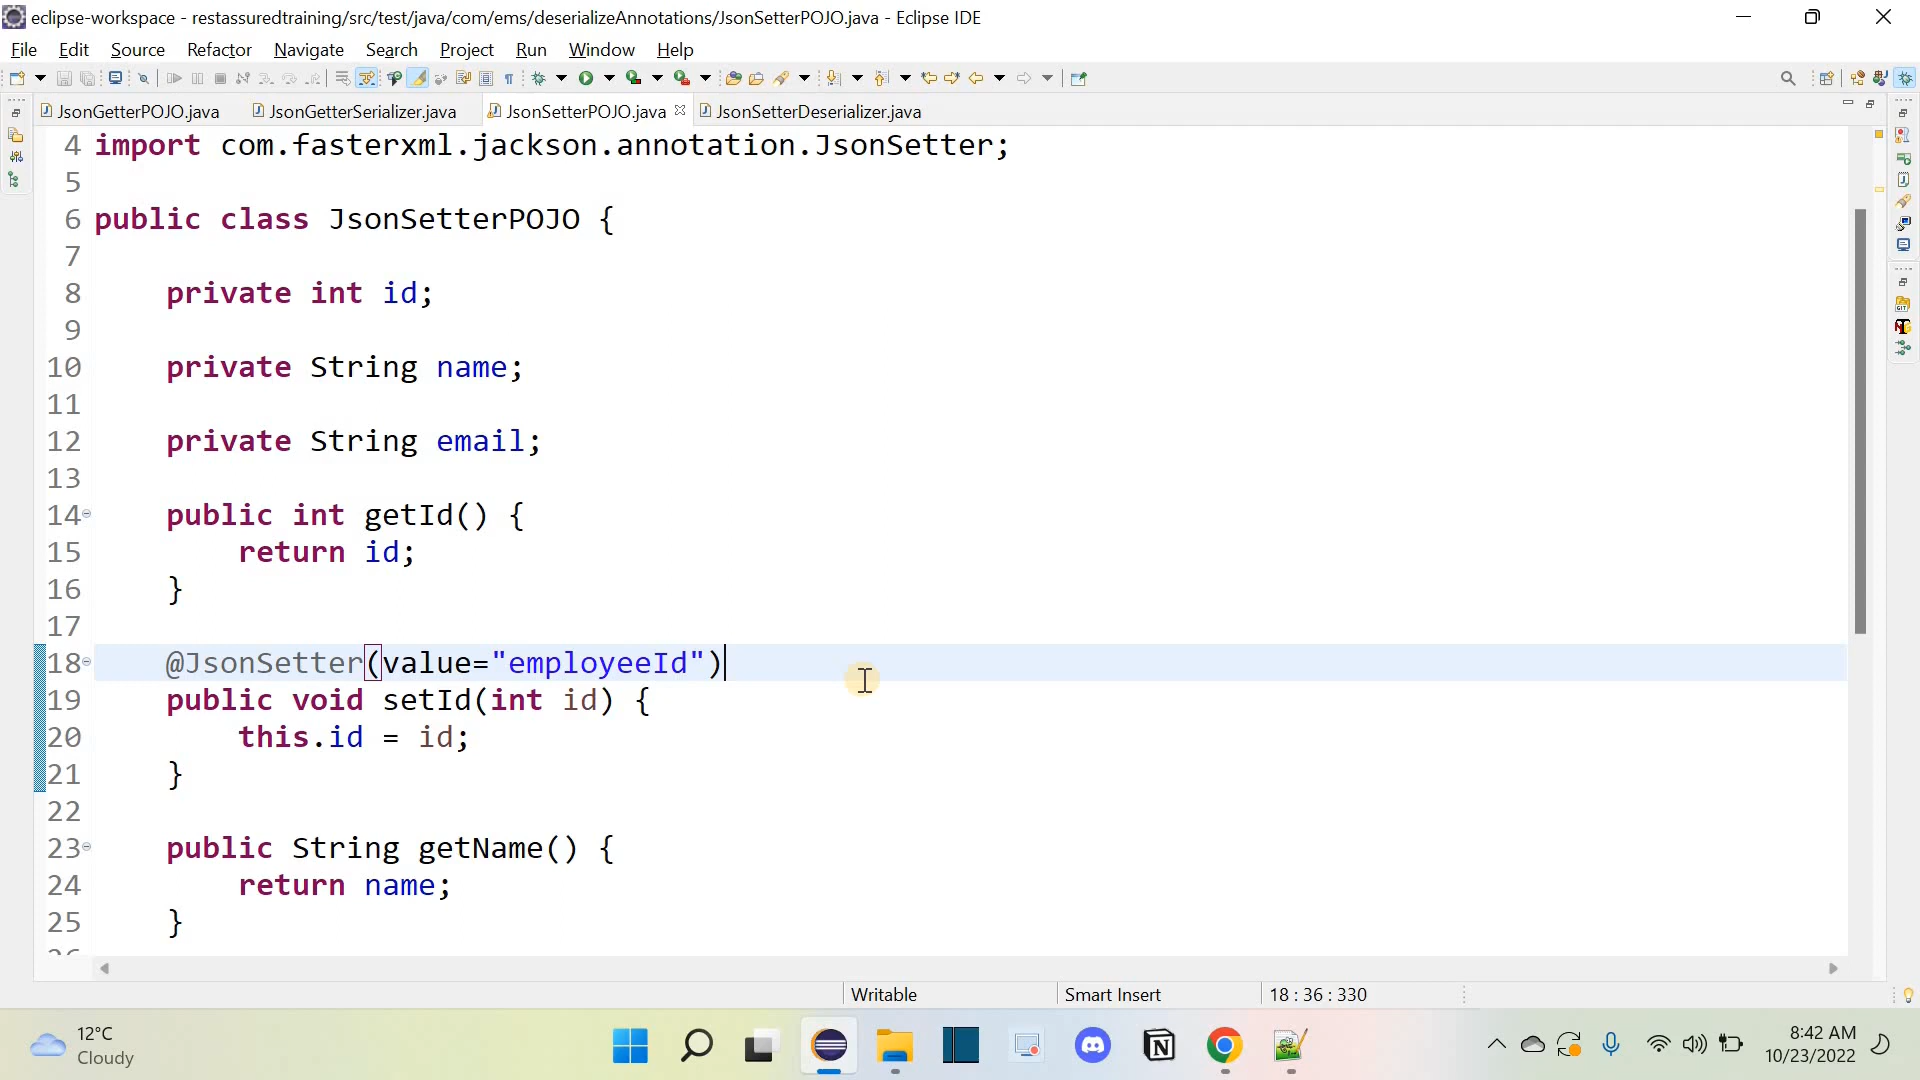 eclipse-workspace - restassuredtraining/src/test/java/com/ems/deserializeAnnotations/JsonSetterPOJO.java - Eclipse IDE
File Edit Source Refactor Navigate Search Project Run Window Help
JsonGetterPOJO.java JsonGetterSerializer.java JsonSetterPOJO.java JsonSetterDeserializer.java
4 import com.fasterxml.jackson.annotation.JsonSetter;
5
6 public class JsonSetterPOJO {
7
8 private int id;
9
10 private String name;
11
12 private String email;
13
14 public int getId() {
15 return id;
16 }
17
18 @JsonSetter(value="employeeId")
19 public void setId(int id) {
20 this.id = id;
21 }
22
23 public String getName() {
24 return name;
25 }
Writable Smart Insert 18 : 36 : 330
12°C
Cloudy
8:42 AM
10/23/2022